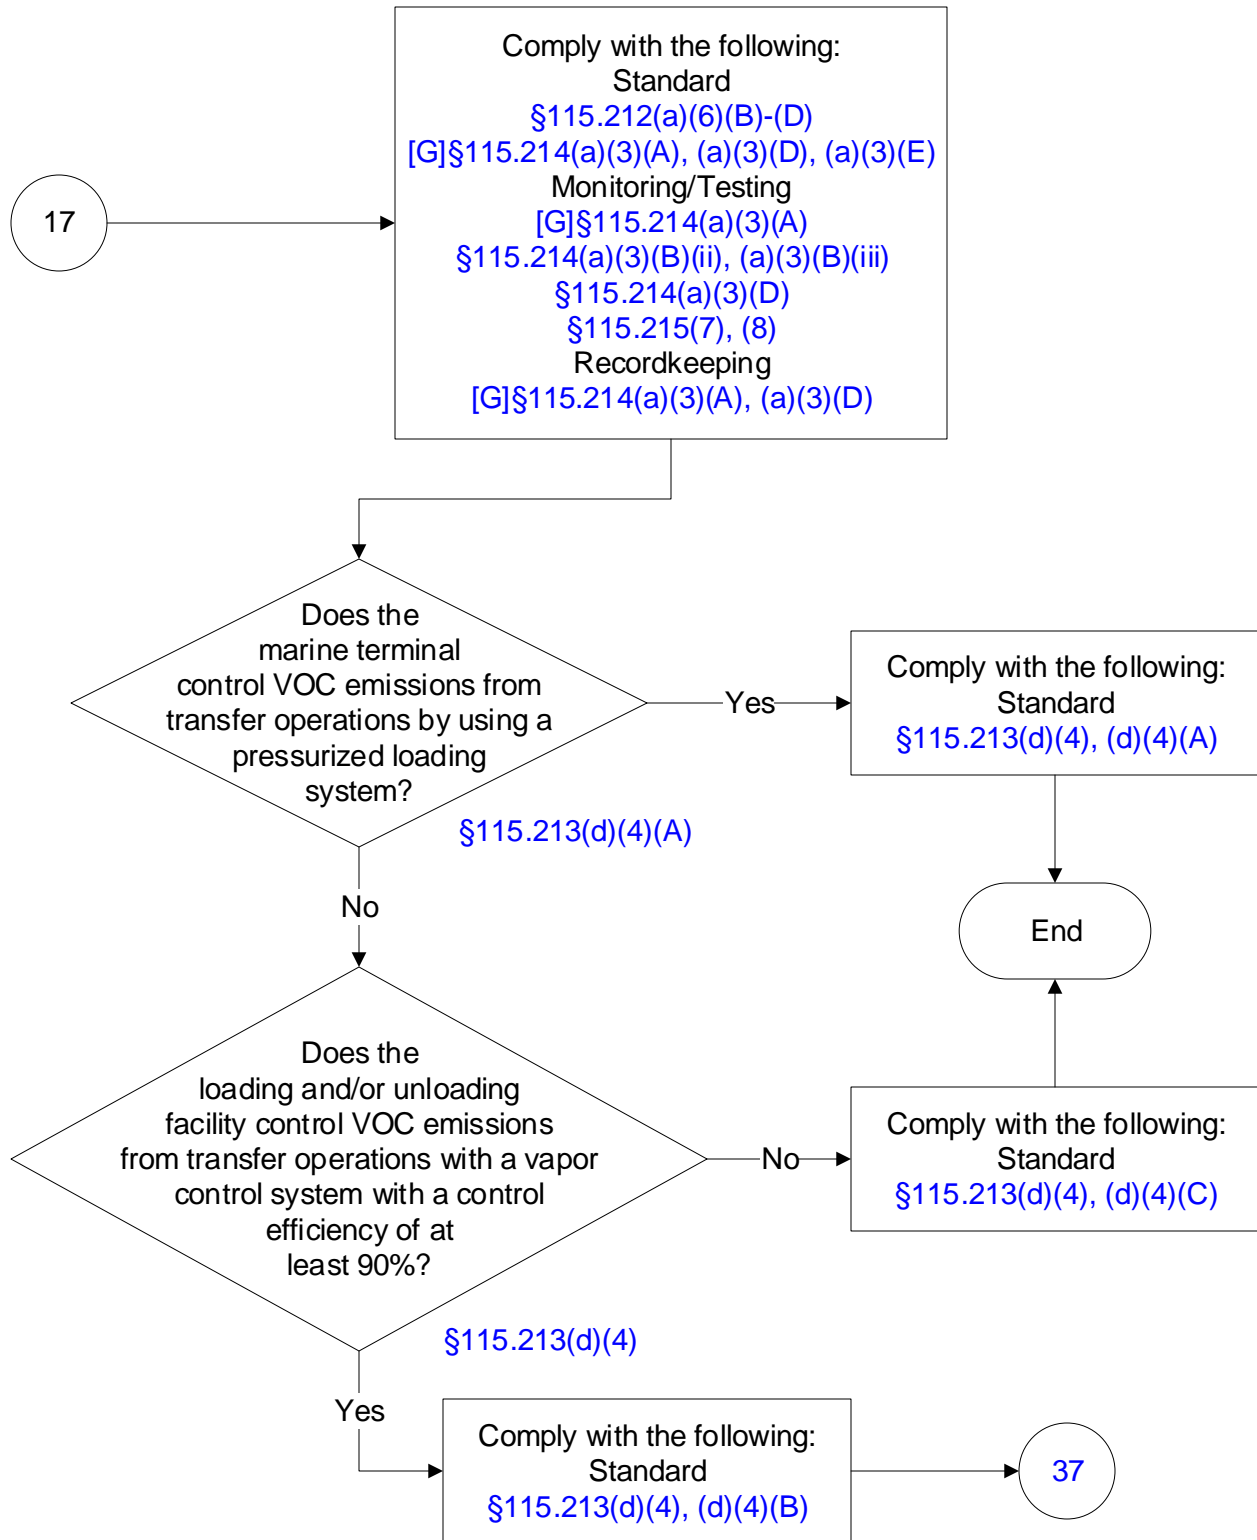 Comply with the following:
Standard
§115.212(a)(6)(B)-(D)
[G]§115.214(a)(3)(A), (a)(3)(D), (a)(3)(E)
Monitoring/Testing
[G]§115.214(a)(3)(A)
§115.214(a)(3)(B)(ii), (a)(3)(B)(iii)
§115.214(a)(3)(D)
§115.215(7), (8)
Recordkeeping
[G]§115.214(a)(3)(A), (a)(3)(D)
17
Does the
marine terminal
control VOC emissions from
transfer operations by using a
pressurized loading
system?
§115.213(d)(4)(A)
Yes
Comply with the following:
Standard
§115.213(d)(4), (d)(4)(A)
No
End
Does the
loading and/or unloading
facility control VOC emissions
from transfer operations with a vapor
control system with a control
efficiency of at
least 90%?
§115.213(d)(4)
No
Comply with the following:
Standard
§115.213(d)(4), (d)(4)(C)
Yes
Comply with the following:
Standard
§115.213(d)(4), (d)(4)(B)
37